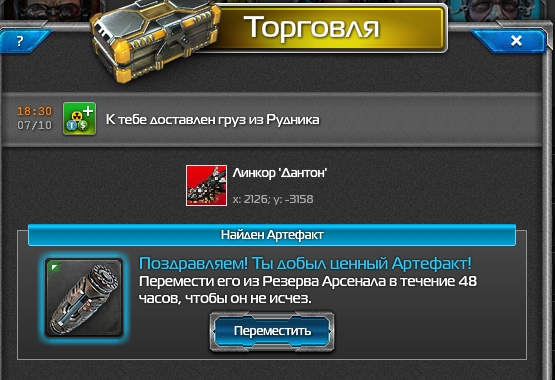 Торговля
?
18:30
07/10
К тебе доставлен груз из Рудника
Линкор 'Дантон'
x: 2126; y: -3158
Найден Артефакт
Поздравляем! Ты добыл ценный Артефакт!
Перемести его из Резерва Арсенала в течение 48
часов, чтобы он не исчез.
Переместить